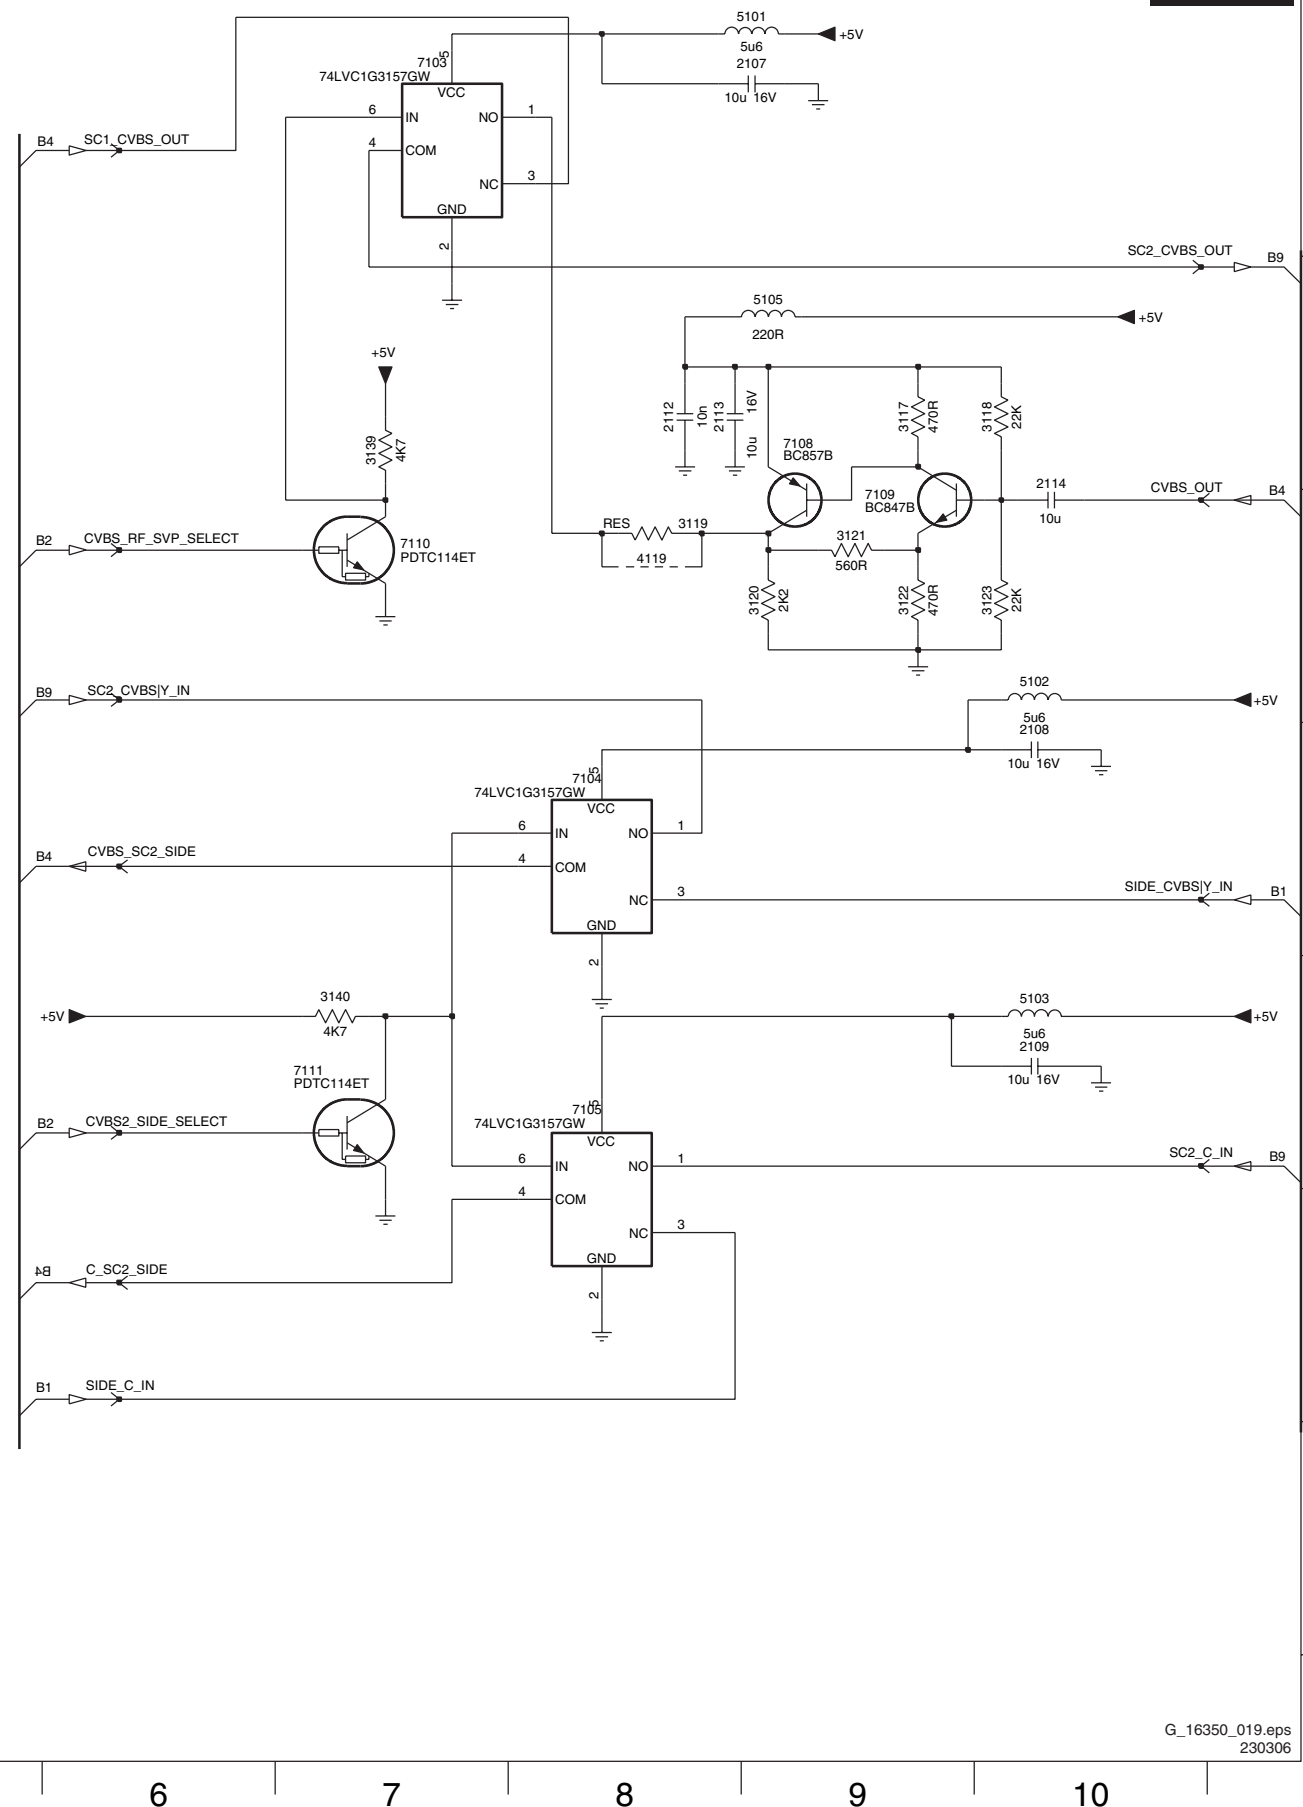 5101
+5V
5u6
7103
5
2107
74LVC1G3157GW
VCC
10u 16V
6
IN
NO
1
B4
SC1_CVBS_OUT
4
COM
NC
3
GND
2
SC2_CVBS_OUT
B9
5105
+5V
220R
+5V
3139
4K7
2112
10n
2113
16V
10u
3117
470R
3118
22K
7108
BC857B
7109
BC847B
2114
10u
CVBS_OUT
B4
RES
3119
4119
3121
560R
B2
CVBS_RF_SVP_SELECT
7110
PDTC114ET
3120
2K2
3122
470R
3123
22K
B9
SC2_CVBS|Y_IN
5102
+5V
5u6
2108
10u 16V
7104
5
74LVC1G3157GW
VCC
6
IN
NO
1
B4
CVBS_SC2_SIDE
4
COM
SIDE_CVBS|Y_IN
B1
NC
3
GND
2
3140
+5V
4K7
5103
+5V
5u6
2109
10u 16V
7111
PDTC114ET
7105
5
74LVC1G3157GW
B2
CVBS2_SIDE_SELECT
VCC
6
IN
NO
1
SC2_C_IN
B9
4
COM
NC
3
GND
B4
C_SC2_SIDE
2
B1
SIDE_C_IN
G_16350_019.eps
230306
6
7
8
9
10